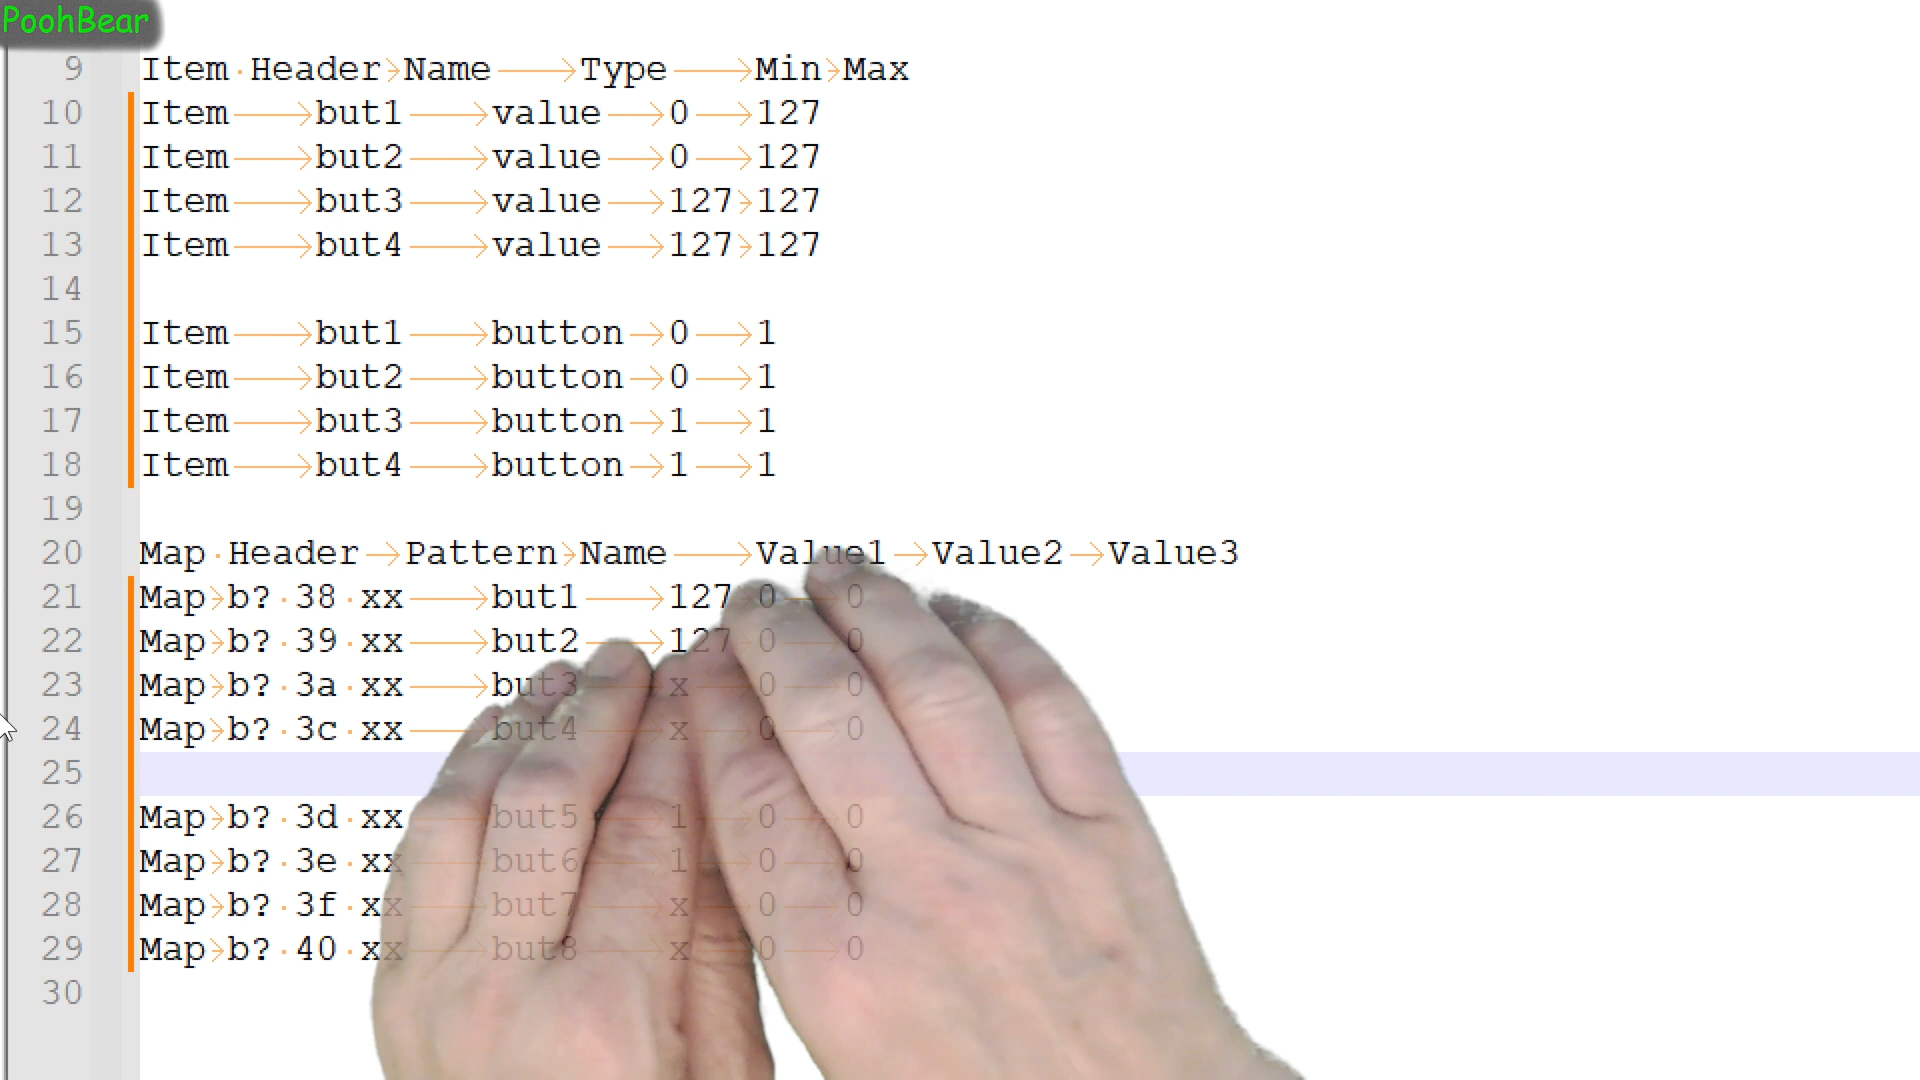 PoohBear
9 Item Header Name Type Min Max
10 Item but1 value 0 127
11 Item but2 value 0 127
12 Item but3 value 127 127
13 Item but4 value 127 127
14
15 Item but1 button 0 1
16 Item but2 button 0 1
17 Item but3 button 1 1
18 Item but4 button 1 1
19
20 Map Header Pattern Name Value1 Value2 Value3
21 Map b? 38 xx but1 127 0 0
22 Map b? 39 xx but2 127 0 0
23 Map b? 3a xx but3 x 0 0
24 Map b? 3c xx but4 x 0 0
25
26 Map b? 3d xx but5 1 0 0
27 Map b? 3e xx but6 1 0 0
28 Map b? 3f xx but7 x 0 0
29 Map b? 40 xx but8 x 0 0
30